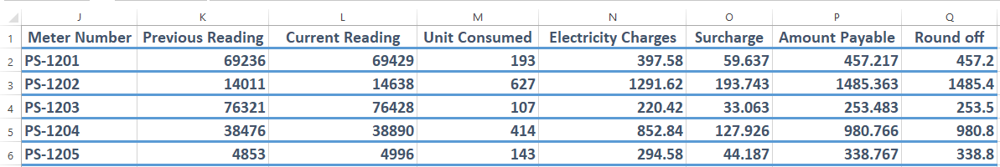 J K L M N O P Q
1 Meter Number Previous Reading Current Reading Unit Consumed Electricity Charges Surcharge Amount Payable Round off
2 PS-1201 69236 69429 193 397.58 59.637 457.217 457.2
3 PS-1202 14011 14638 627 1291.62 193.743 1485.363 1485.4
4 PS-1203 76321 76428 107 220.42 33.063 253.483 253.5
5 PS-1204 38476 38890 414 852.84 127.926 980.766 980.8
6 PS-1205 4853 4996 143 294.58 44.187 338.767 338.8